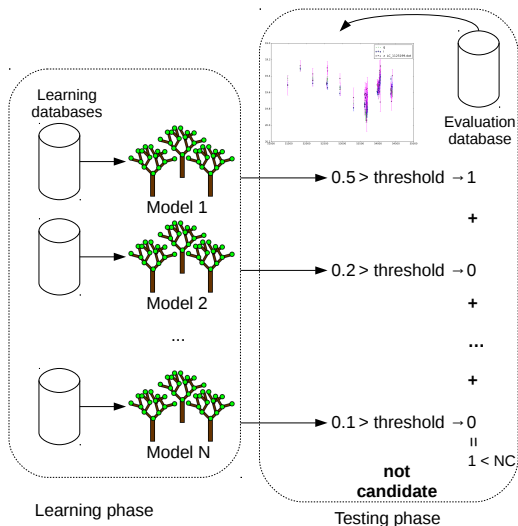 Learning
databases
Model 1
Model 2
...
Model N
Learning phase
Evaluation
database
0.5 > threshold → 1
+
0.2 > threshold → 0
+
...
+
0.1 > threshold → 0
=
1 < NC
not
candidate
Testing phase